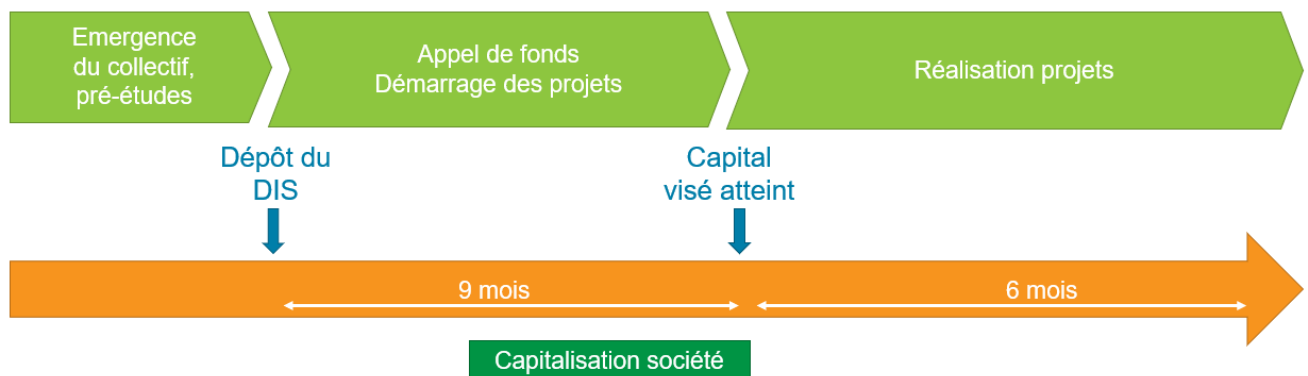 Emergence
du collectif,
pré-études
Appel de fonds
Démarrage des projets
Réalisation projets
Dépôt du
DIS
Capital
visé atteint
9 mois
6 mois
Capitalisation société